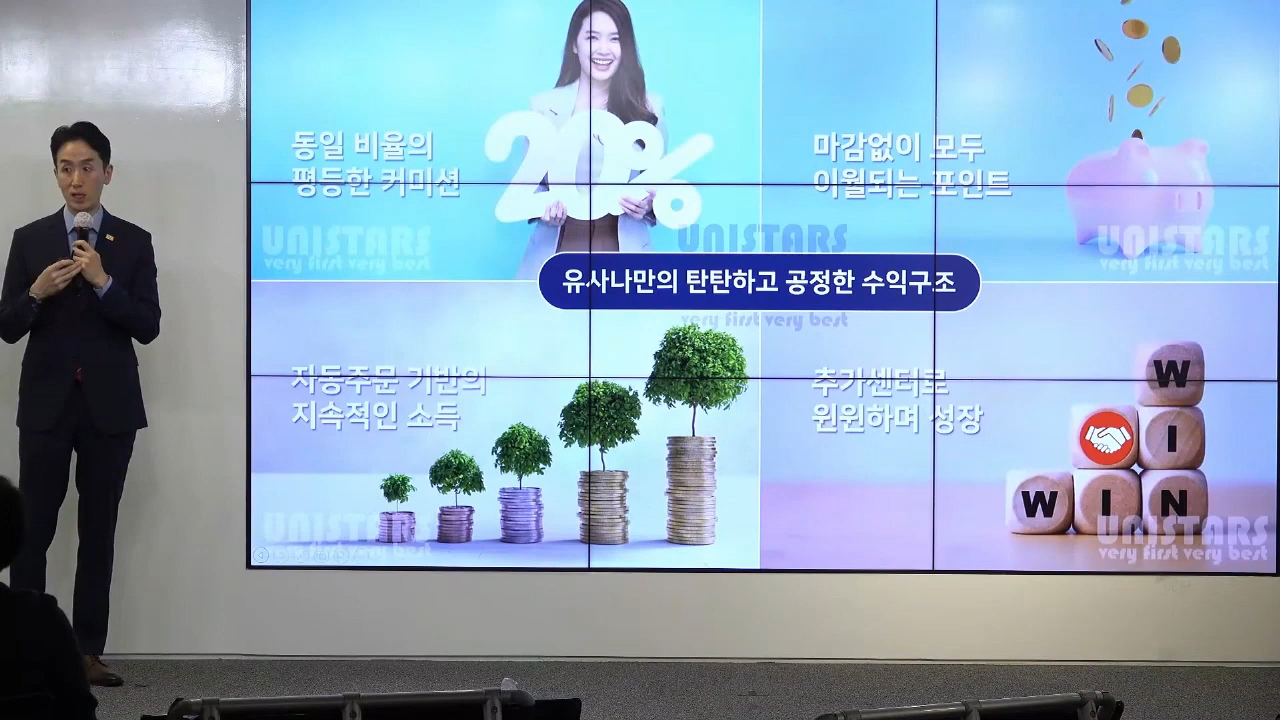 20%
동일 비율의
평등한 커미션
마감없이 모두
이월되는 포인트
UNISTARS
very first very best
UNISTARS
UNISTARS
very first very best
유사나만의 탄탄하고 공정한 수익구조
very first very best
자동주문 기반의
지속적인 소득
추가센터로
윈윈하며 성장
W
I
W I N
UNISTARS
very first very best
UNISTARS
very first very best